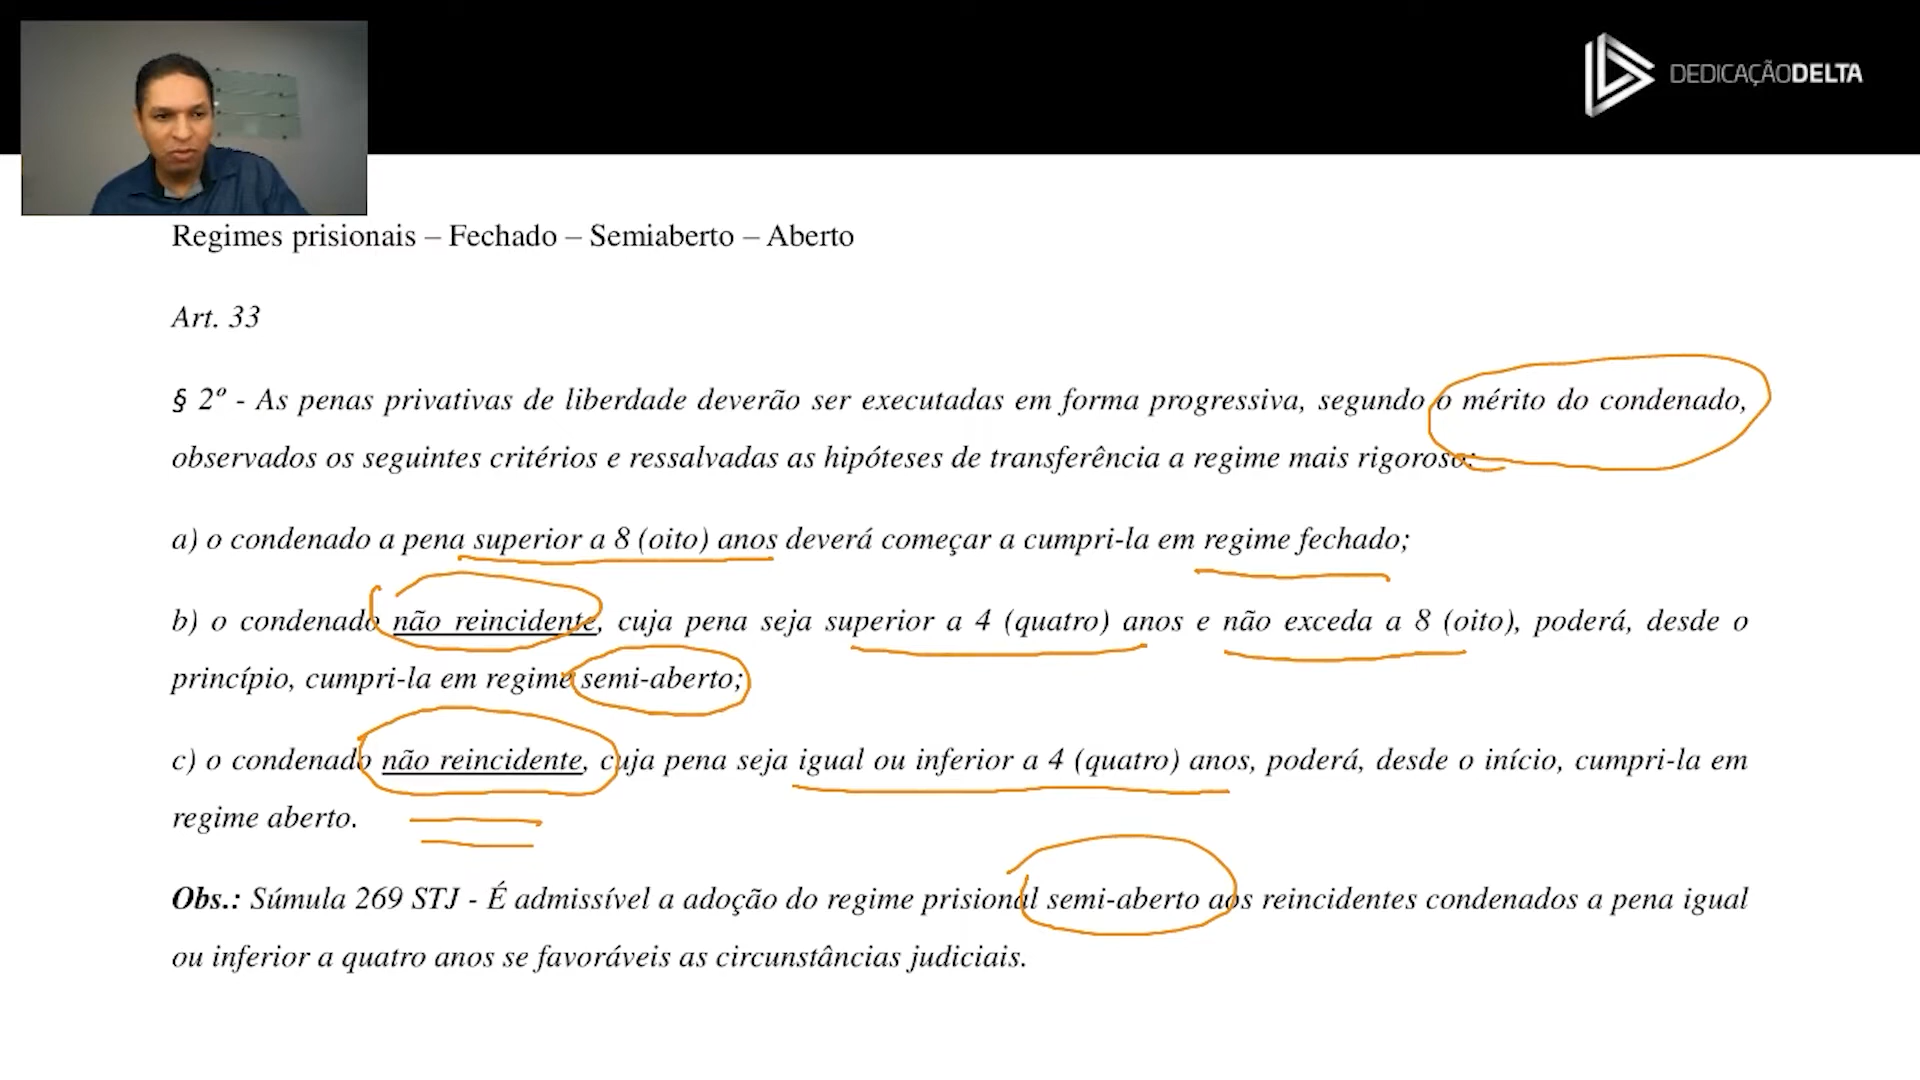 DEDICAÇÃODELTA
Regimes prisionais – Fechado – Semiaberto – Aberto
Art. 33
§ 2º - As penas privativas de liberdade deverão ser executadas em forma progressiva, segundo o mérito do condenado,
observados os seguintes critérios e ressalvadas as hipóteses de transferência a regime mais rigoroso:
a) o condenado a pena superior a 8 (oito) anos deverá começar a cumpri-la em regime fechado;
b) o condenado não reincidente, cuja pena seja superior a 4 (quatro) anos e não exceda a 8 (oito), poderá, desde o
princípio, cumpri-la em regime semi-aberto;
c) o condenado não reincidente, cuja pena seja igual ou inferior a 4 (quatro) anos, poderá, desde o início, cumpri-la em
regime aberto.
Obs.: Súmula 269 STJ - É admissível a adoção do regime prisional semi-aberto aos reincidentes condenados a pena igual
ou inferior a quatro anos se favoráveis as circunstâncias judiciais.